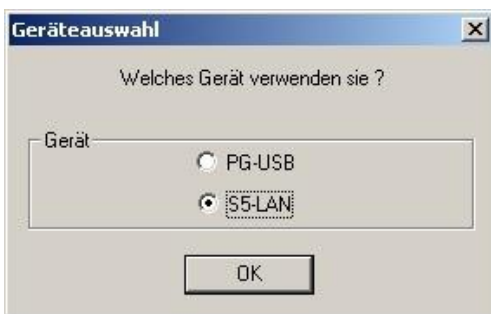 Geräteauswahl
Welches Gerät verwenden sie ?
Gerät
PG-USB
S5-LAN
OK